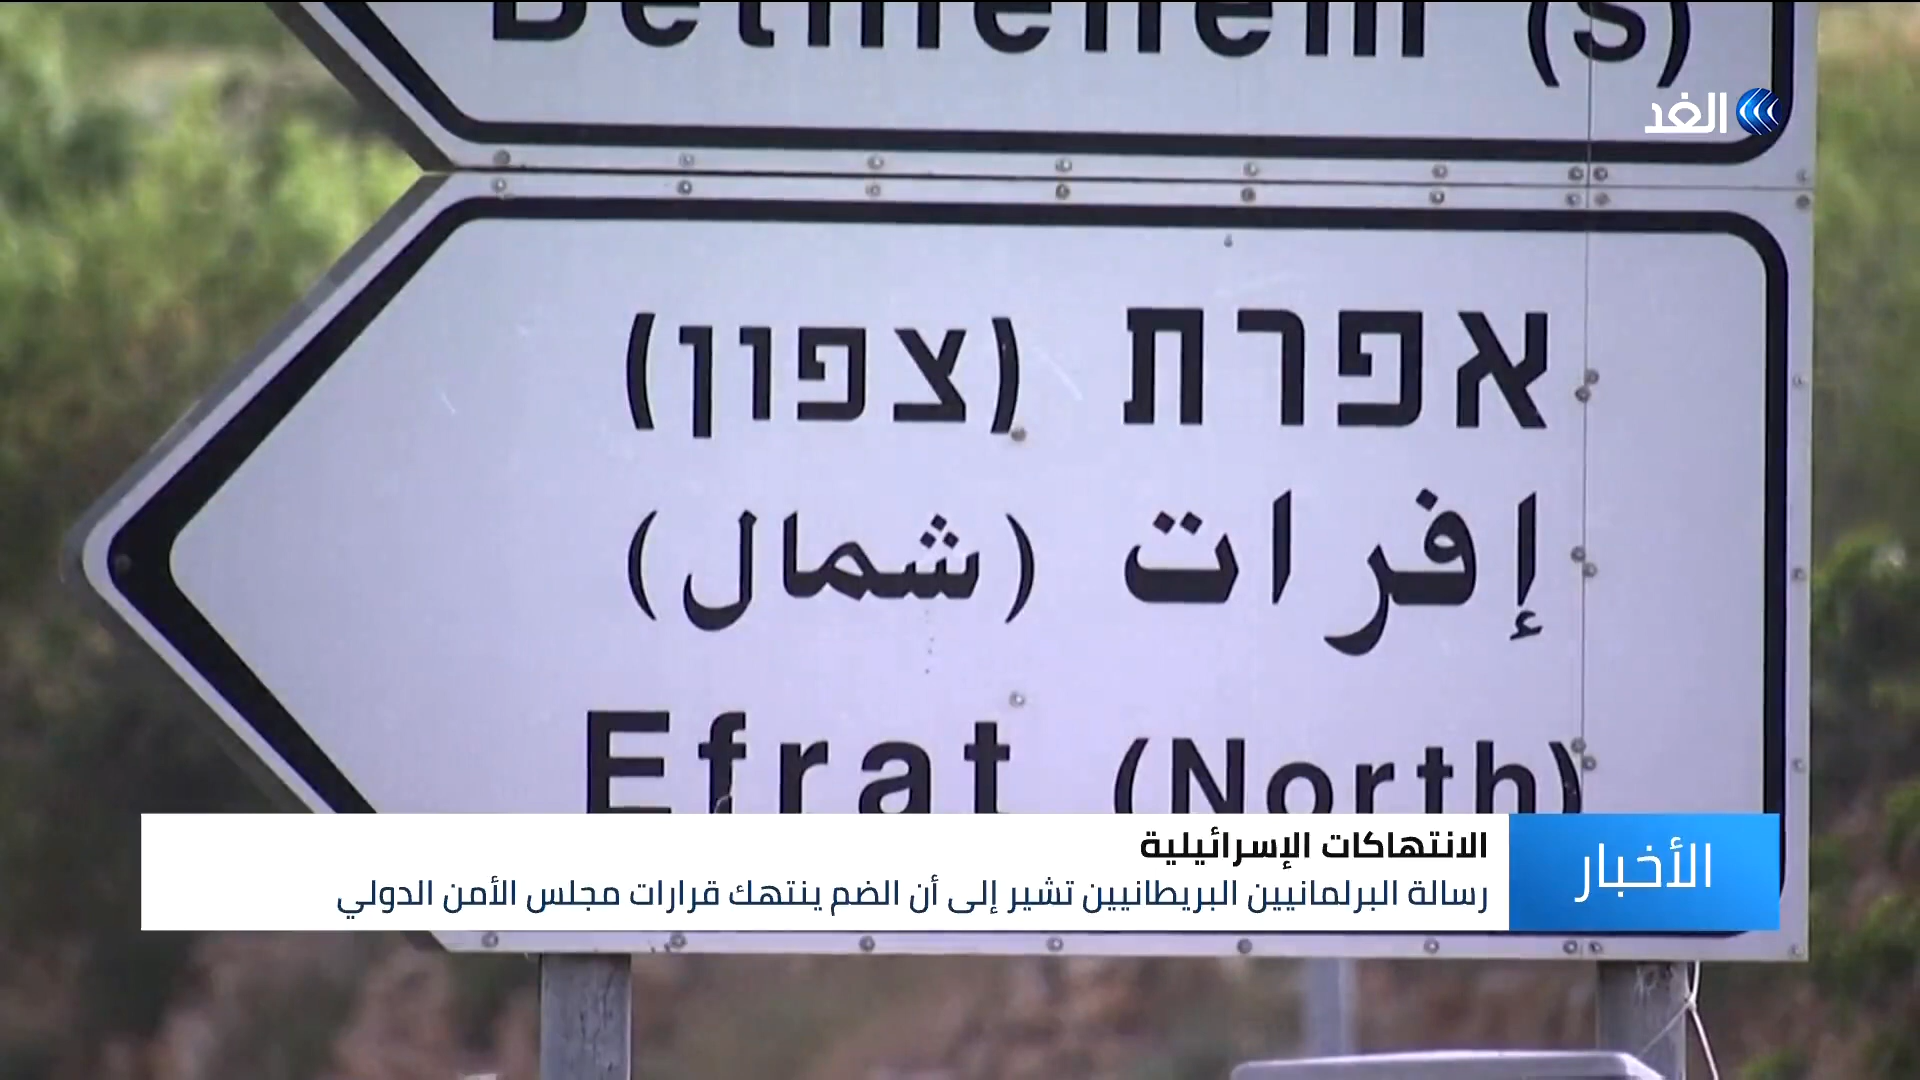 Bethlehem (S)
الغد
אפרת (צפון)
إفرات (شمال)
Efrat (North)
الأخبار
الانتهاكات الإسرائيلية
رسالة البرلمانيين البريطانيين تشير إلى أن الضم ينتهك قرارات مجلس الأمن الدولي